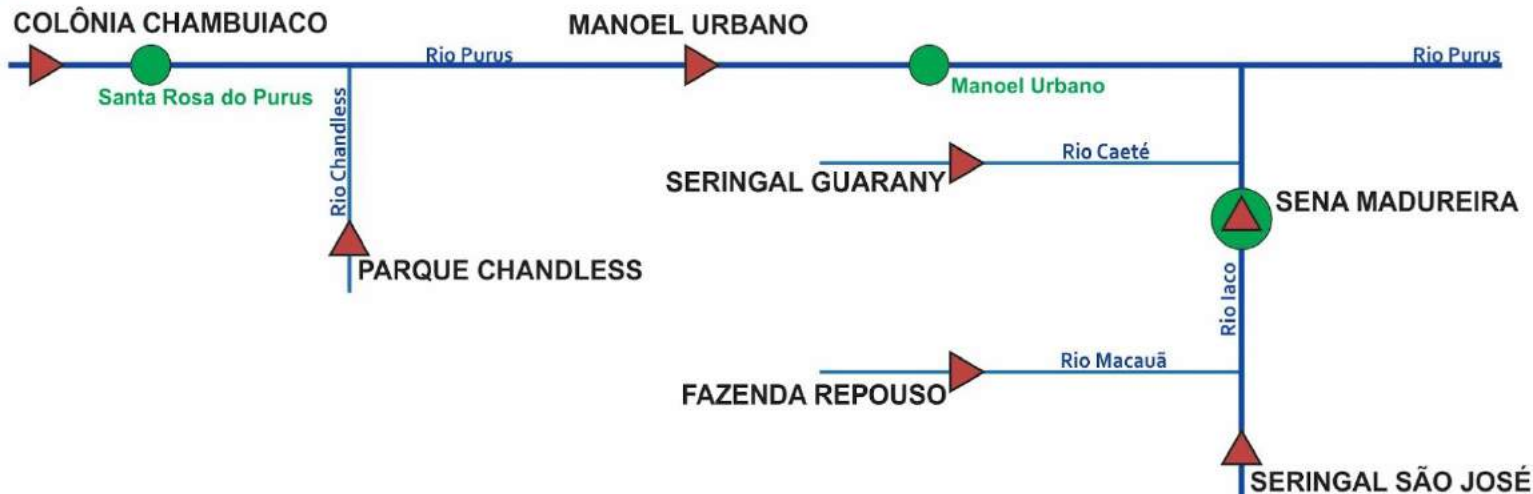 COLÔNIA CHAMBUIACO
MANOEL URBANO
Rio Purus
Rio Purus
Santa Rosa do Purus
Manoel Urbano
Rio Chandless
Rio Caeté
SERINGAL GUARANY
SENA MADUREIRA
PARQUE CHANDLESS
Rio Iaco
Rio Macauã
FAZENDA REPOUSO
SERINGAL SÃO JOSÉ